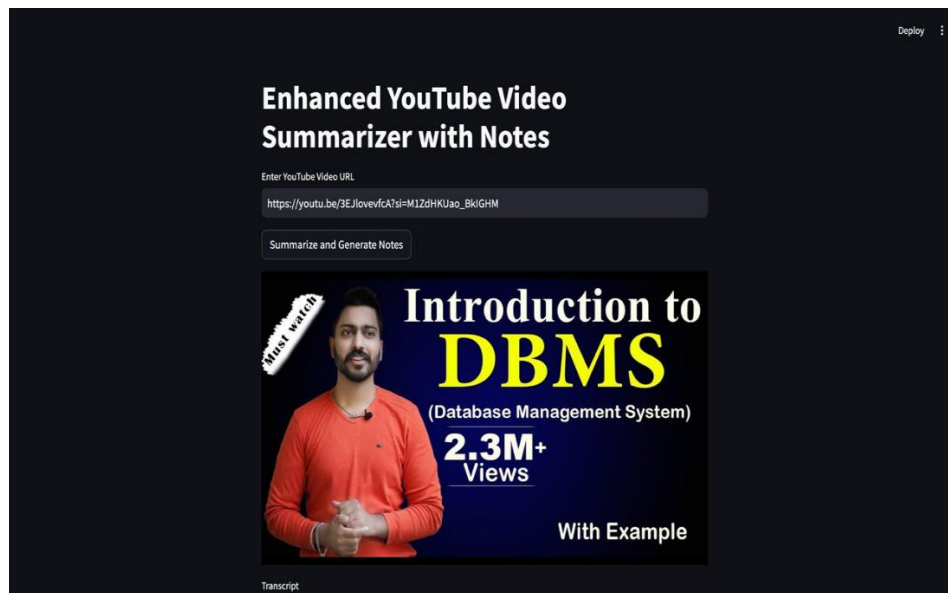 Deploy
Enhanced YouTube Video
Summarizer with Notes
Enter YouTube Video URL
https://youtu.be/3EJlovevfcA?si=M1ZdHKUao_BkIGHM
Summarize and Generate Notes
Must watch
Introduction to
DBMS
(Database Management System)
2.3M+
Views
With Example
Transcript